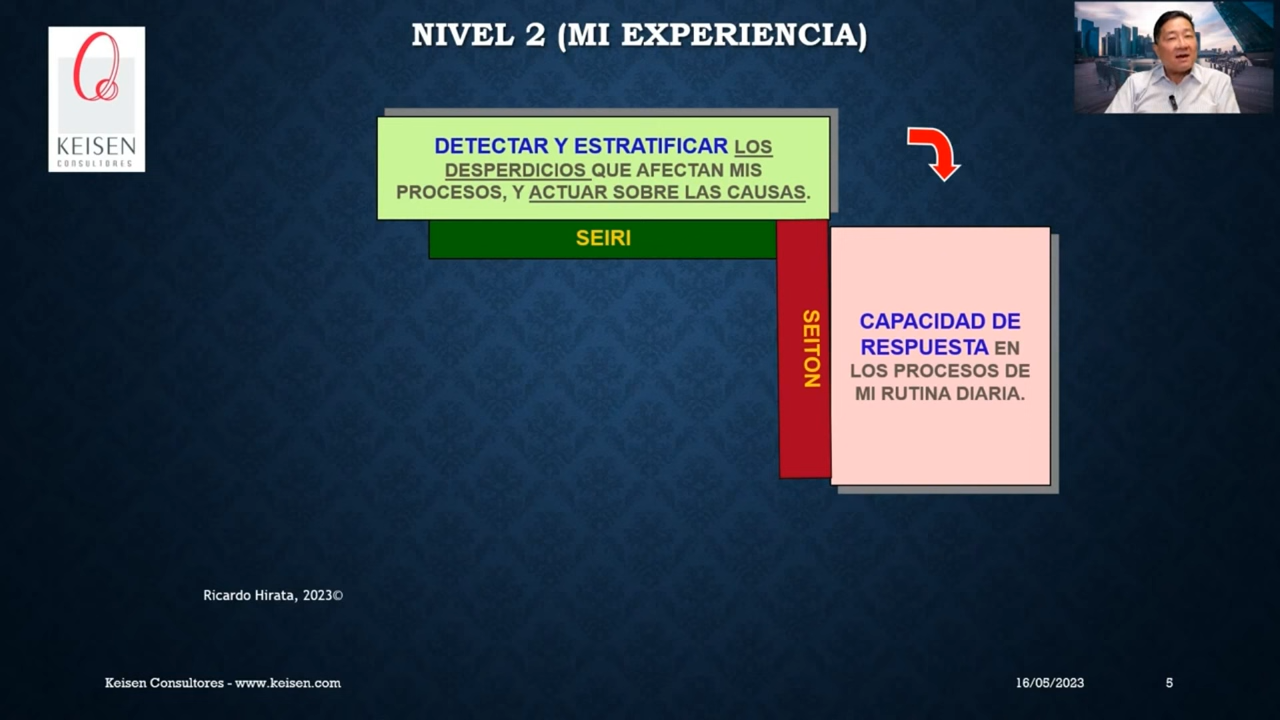 NIVEL 2 (MI EXPERIENCIA)
KEISEN
CONSULTORES
DETECTAR Y ESTRATIFICAR LOS
DESPERDICIOS QUE AFECTAN MIS
PROCESOS, Y ACTUAR SOBRE LAS CAUSAS.
SEIRI
SEITON
CAPACIDAD DE
RESPUESTA EN
LOS PROCESOS DE
MI RUTINA DIARIA.
Ricardo Hirata, 2023©
Keisen Consultores - www.keisen.com
16/05/2023
5